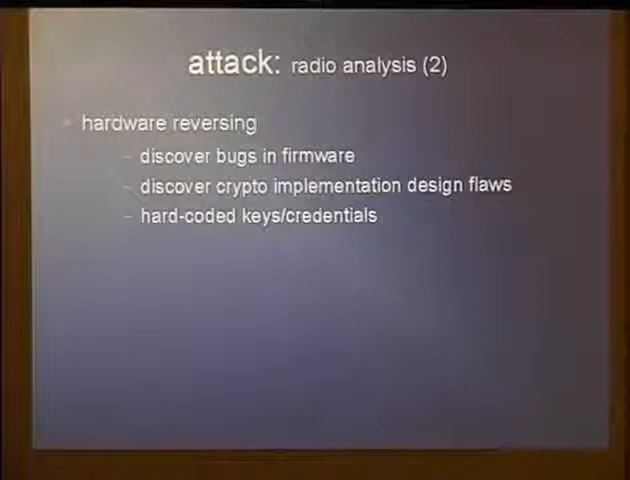 attack: radio analysis (2)
hardware reversing
– discover bugs in firmware
– discover crypto implementation design flaws
– hard-coded keys/credentials